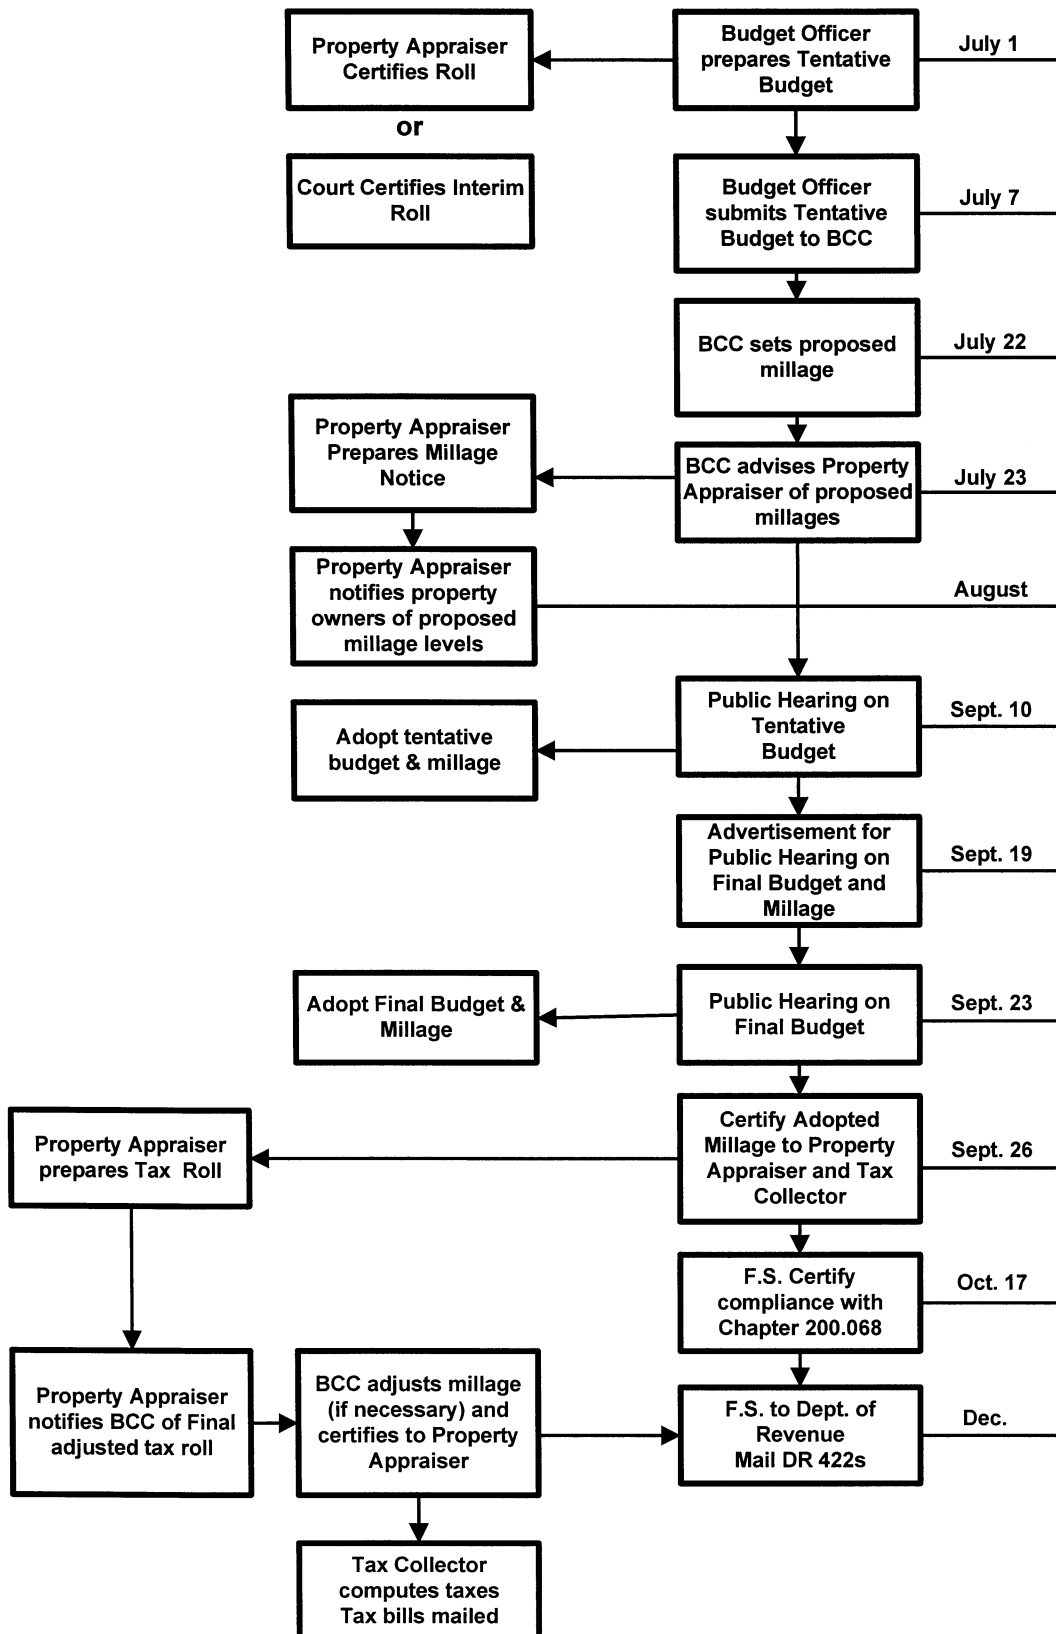 Property Appraiser
Certifies Roll
Budget Officer
prepares Tentative
Budget
July 1
or
Court Certifies Interim
Roll
Budget Officer
submits Tentative
Budget to BCC
July 7
BCC sets proposed
millage
July 22
Property Appraiser
Prepares Millage
Notice
BCC advises Property
Appraiser of proposed
millages
July 23
Property Appraiser
notifies property
owners of proposed
millage levels
August
Adopt tentative
budget & millage
Public Hearing on
Tentative
Budget
Sept. 10
Advertisement for
Public Hearing on
Final Budget and
Millage
Sept. 19
Adopt Final Budget &
Millage
Public Hearing on
Final Budget
Sept. 23
Property Appraiser
prepares Tax Roll
Certify Adopted
Millage to Property
Appraiser and Tax
Collector
Sept. 26
F.S. Certify
compliance with
Chapter 200.068
Oct. 17
Property Appraiser
notifies BCC of Final
adjusted tax roll
BCC adjusts millage
(if necessary) and
certifies to Property
Appraiser
F.S. to Dept. of
Revenue
Mail DR 422s
Dec.
Tax Collector
computes taxes
Tax bills mailed